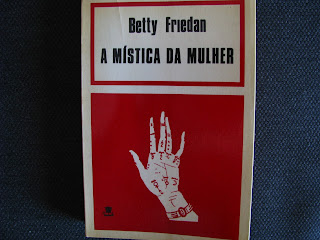 Betty Friedan
A MÍSTICA DA MULHER